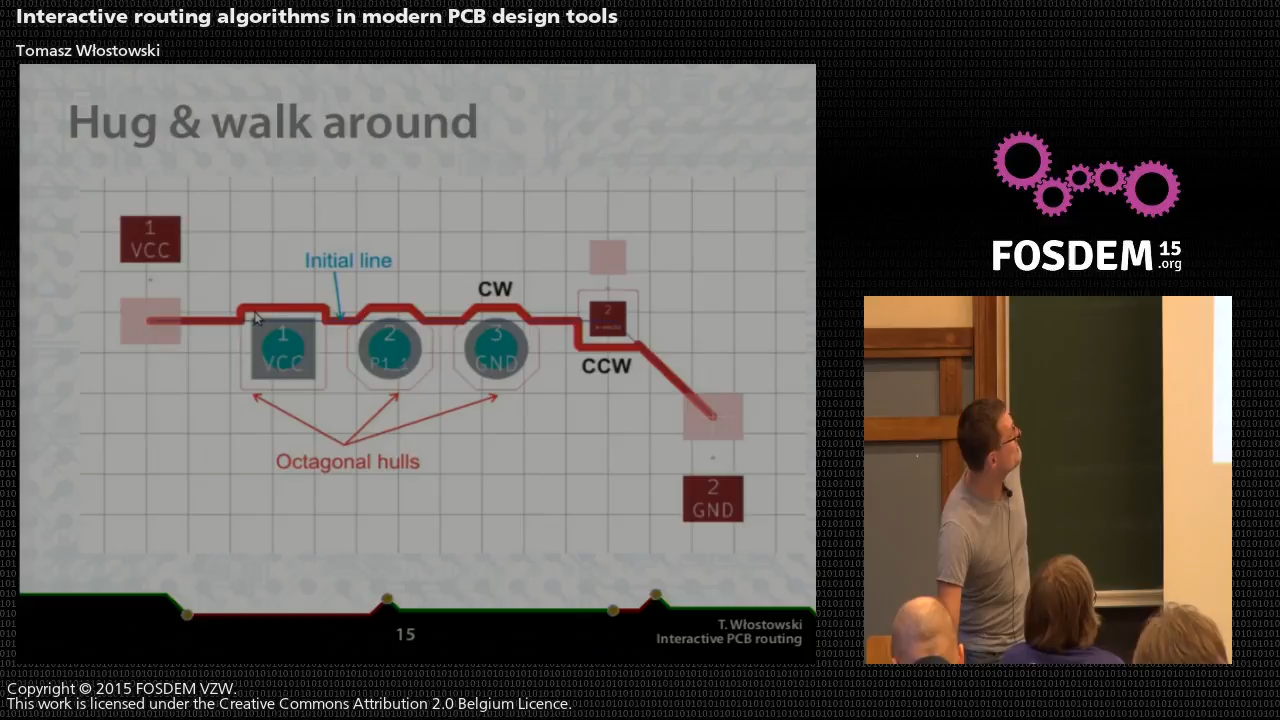 Interactive routing algorithms in modern PCB design tools
Tomasz Włostowski
Hug & walk around
1
VCC
Initial line
CW
2
1
VCC
2
P1.1
3
GND
CCW
Octagonal hulls
2
GND
15
T. Włostowski
Interactive PCB routing
FOSDEM 15
.org
Copyright © 2015 FOSDEM VZW.
This work is licensed under the Creative Commons Attribution 2.0 Belgium Licence.